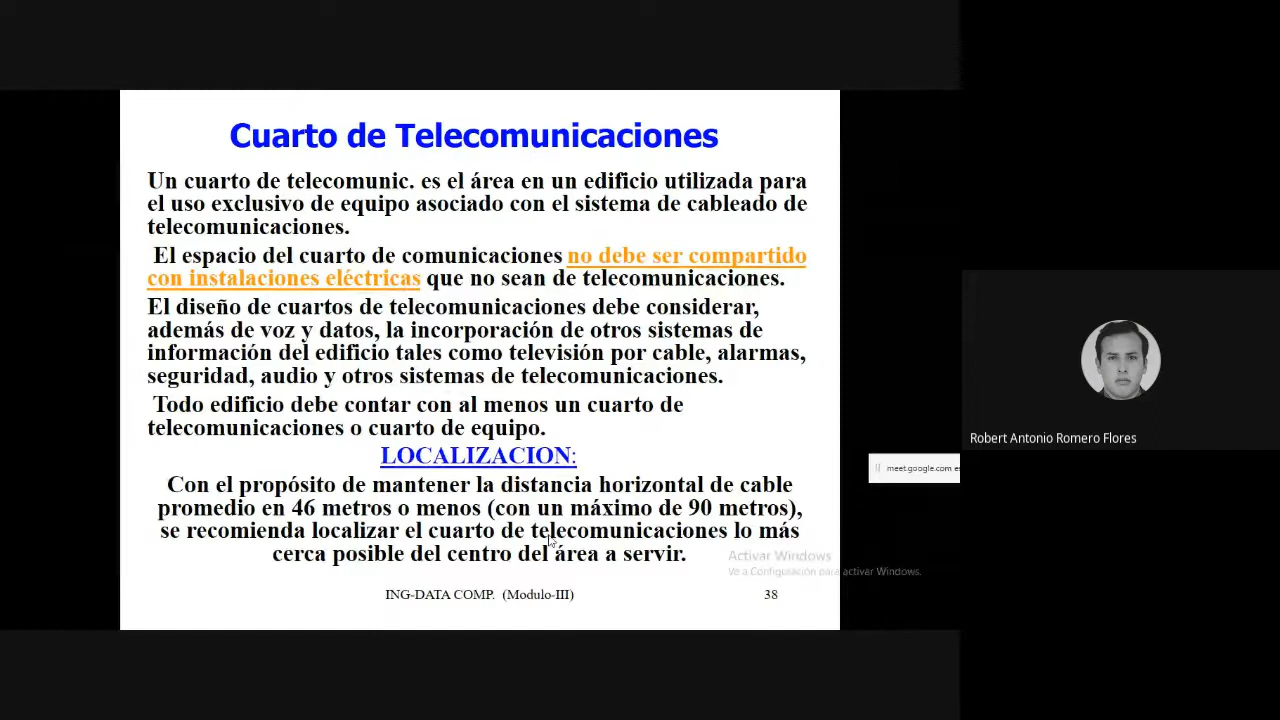 Cuarto de Telecomunicaciones
Un cuarto de telecomunic. es el área en un edificio utilizada para
el uso exclusivo de equipo asociado con el sistema de cableado de
telecomunicaciones.
El espacio del cuarto de comunicaciones no debe ser compartido
con instalaciones eléctricas que no sean de telecomunicaciones.
El diseño de cuartos de telecomunicaciones debe considerar,
además de voz y datos, la incorporación de otros sistemas de
información del edificio tales como televisión por cable, alarmas,
seguridad, audio y otros sistemas de telecomunicaciones.
Todo edificio debe contar con al menos un cuarto de
telecomunicaciones o cuarto de equipo.
LOCALIZACION:
Con el propósito de mantener la distancia horizontal de cable
promedio en 46 metros o menos (con un máximo de 90 metros),
se recomienda localizar el cuarto de telecomunicaciones lo más
cerca posible del centro del área a servir.
ING-DATA COMP. (Modulo-III)
38
Robert Antonio Romero Flores
meet.google.com es
Activar Windows
Ve a Configuración para activar Windows.